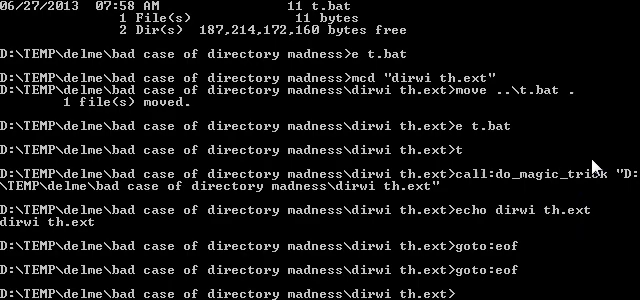 06/27/2013  07:58 AM                11 t.bat
               1 File(s)             11 bytes
               2 Dir(s)  187,214,172,160 bytes free
D:\TEMP\delme\bad case of directory madness>e t.bat
D:\TEMP\delme\bad case of directory madness>mcd "dirwi th.ext"
D:\TEMP\delme\bad case of directory madness\dirwi th.ext>move ..\t.bat .
        1 file(s) moved.
D:\TEMP\delme\bad case of directory madness\dirwi th.ext>e t.bat
D:\TEMP\delme\bad case of directory madness\dirwi th.ext>t
D:\TEMP\delme\bad case of directory madness\dirwi th.ext>call:do_magic_trick "D:
\TEMP\delme\bad case of directory madness\dirwi th.ext"
D:\TEMP\delme\bad case of directory madness\dirwi th.ext>echo dirwi th.ext
dirwi th.ext
D:\TEMP\delme\bad case of directory madness\dirwi th.ext>goto:eof
D:\TEMP\delme\bad case of directory madness\dirwi th.ext>goto:eof
D:\TEMP\delme\bad case of directory madness\dirwi th.ext>